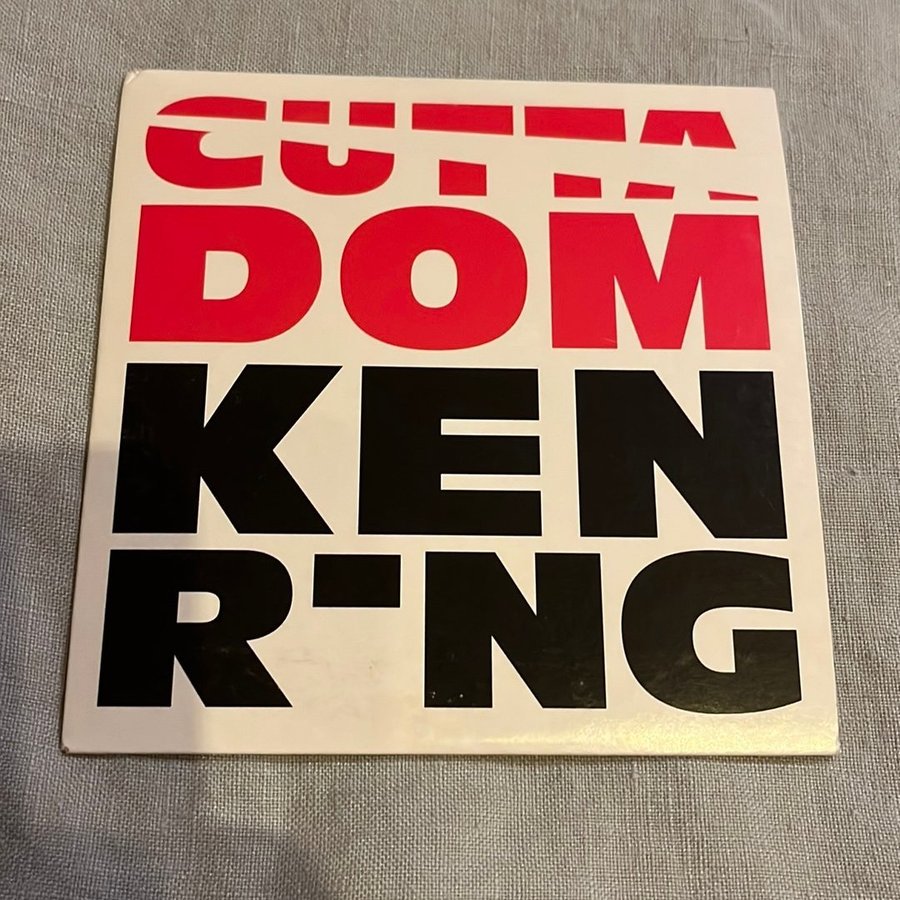 CUTTA
DOM
KEN
R-NG